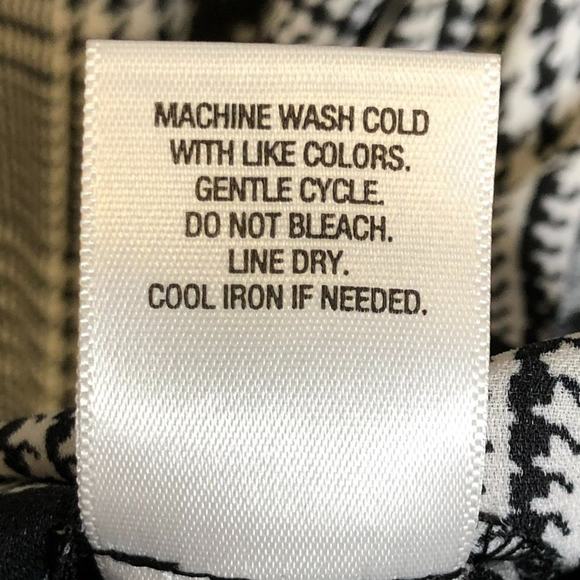 MACHINE WASH COLD
WITH LIKE COLORS.
GENTLE CYCLE.
DO NOT BLEACH.
LINE DRY.
COOL IRON IF NEEDED.